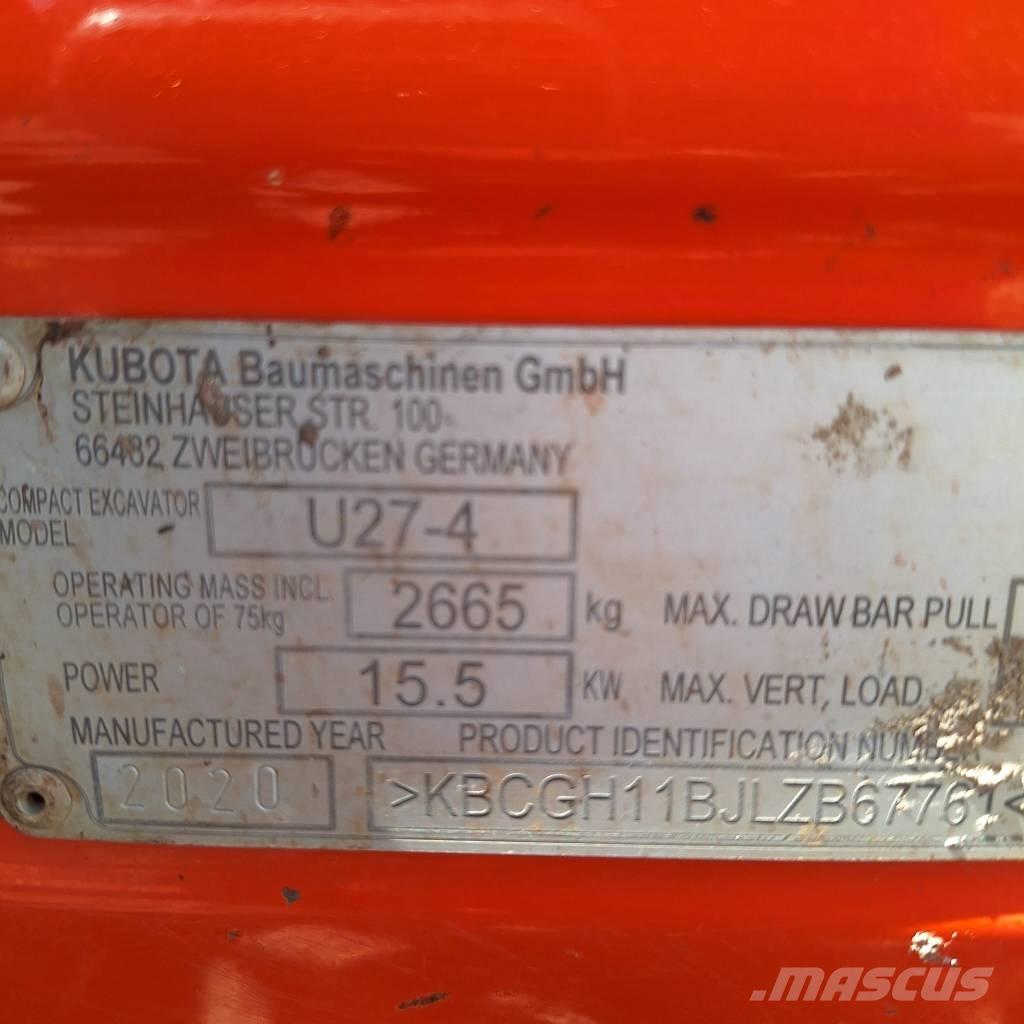 KUBOTA Baumaschinen GmbH
STEINHAUSER STR. 100
66482 ZWEIBRÜCKEN GERMANY
COMPACT EXCAVATOR
MODEL U27-4
OPERATING MASS INCL.
OPERATOR OF 75kg 2665 kg MAX. DRAW BAR PULL
POWER 15.5 KW MAX. VERT, LOAD
MANUFACTURED YEAR PRODUCT IDENTIFICATION NUMBER
2020 >KBCGH11BJLZB67761
.MASCUS